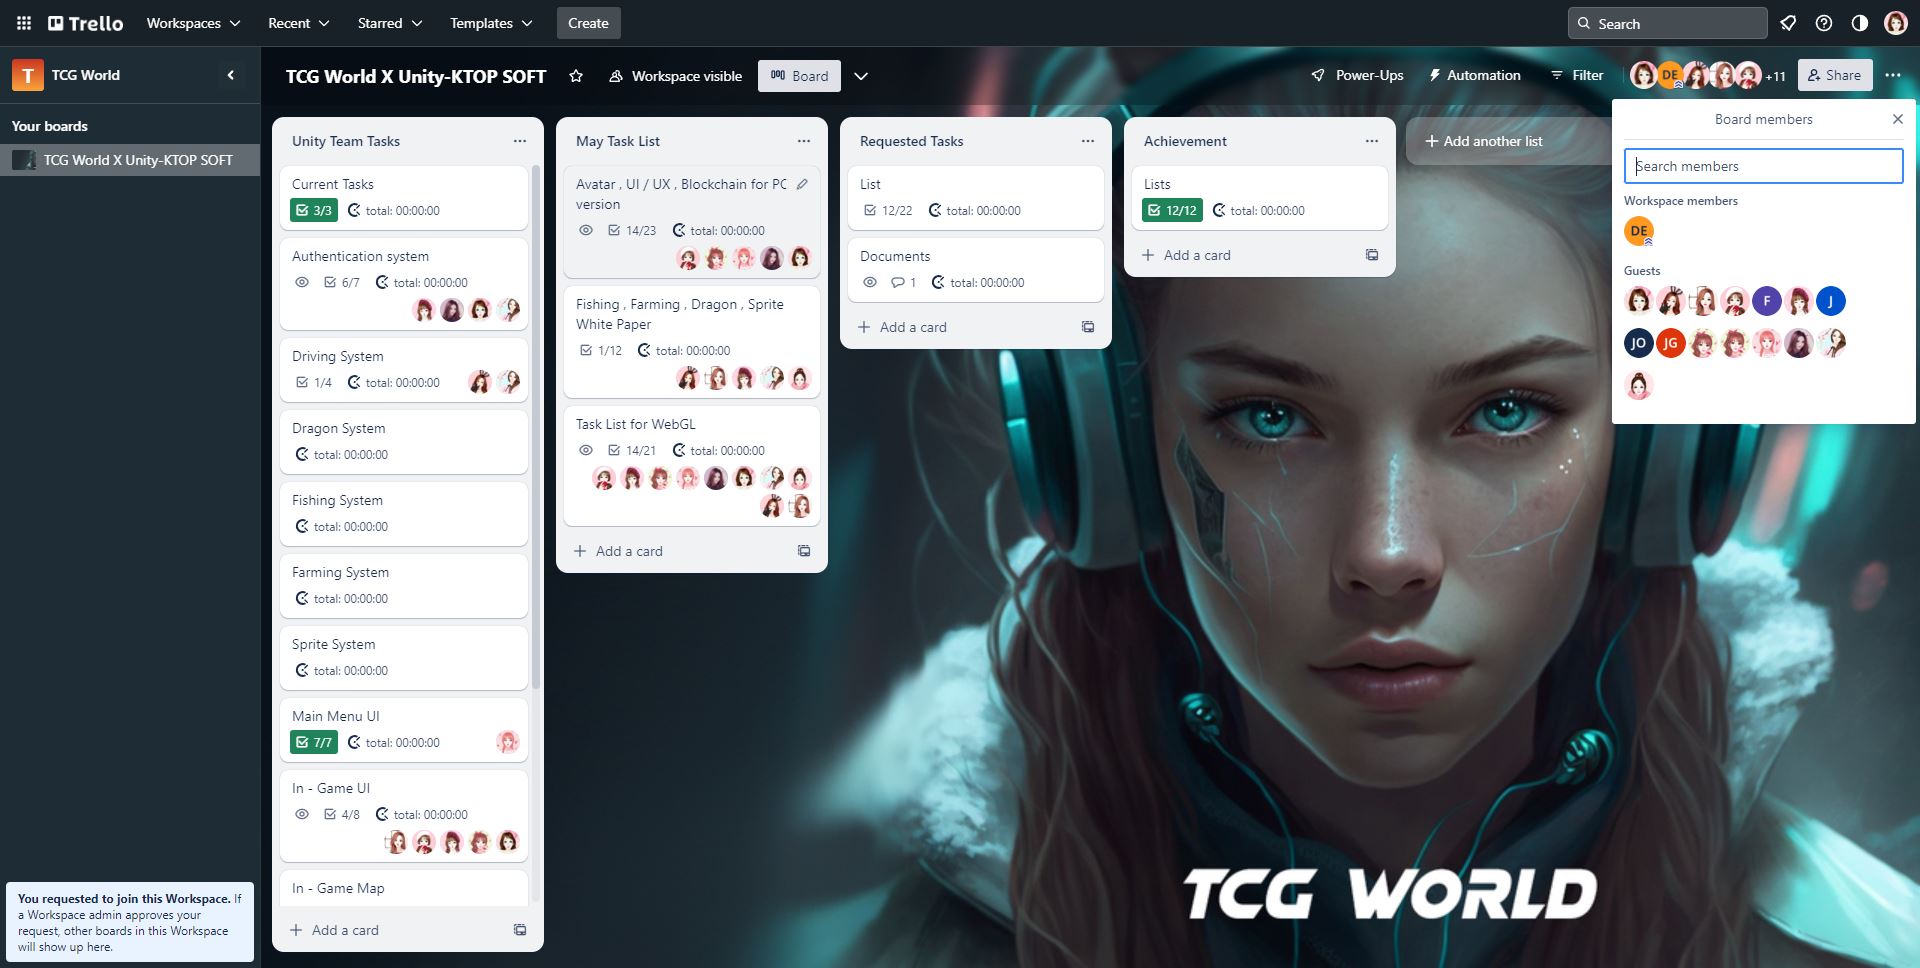 Trello
Workspaces
Recent
Starred
Templates
Create
Search
T
TCG World
TCG World X Unity-KTOP SOFT
Workspace visible
Board
Power-Ups
Automation
Filter
DE
+11
Share
Your boards
TCG World X Unity-KTOP SOFT
Unity Team Tasks
Current Tasks
3/3 total: 00:00:00
Authentication system
6/7 total: 00:00:00
Driving System
1/4 total: 00:00:00
Dragon System
total: 00:00:00
Fishing System
total: 00:00:00
Farming System
total: 00:00:00
Sprite System
total: 00:00:00
Main Menu UI
7/7 total: 00:00:00
In - Game UI
4/8 total: 00:00:00
In - Game Map
+ Add a card
May Task List
Avatar , UI / UX , Blockchain for PC
version
14/23 total: 00:00:00
Fishing , Farming , Dragon , Sprite
White Paper
1/12 total: 00:00:00
Task List for WebGL
14/21 total: 00:00:00
+ Add a card
Requested Tasks
List
12/22 total: 00:00:00
Documents
1 total: 00:00:00
+ Add a card
Achievement
Lists
12/12 total: 00:00:00
+ Add a card
+ Add another list
Board members
Search members
Workspace members
DE
Guests
F J
JO JG
You requested to join this Workspace. If
a Workspace admin approves your
request, other boards in this Workspace
will show up here.
TCG WORLD